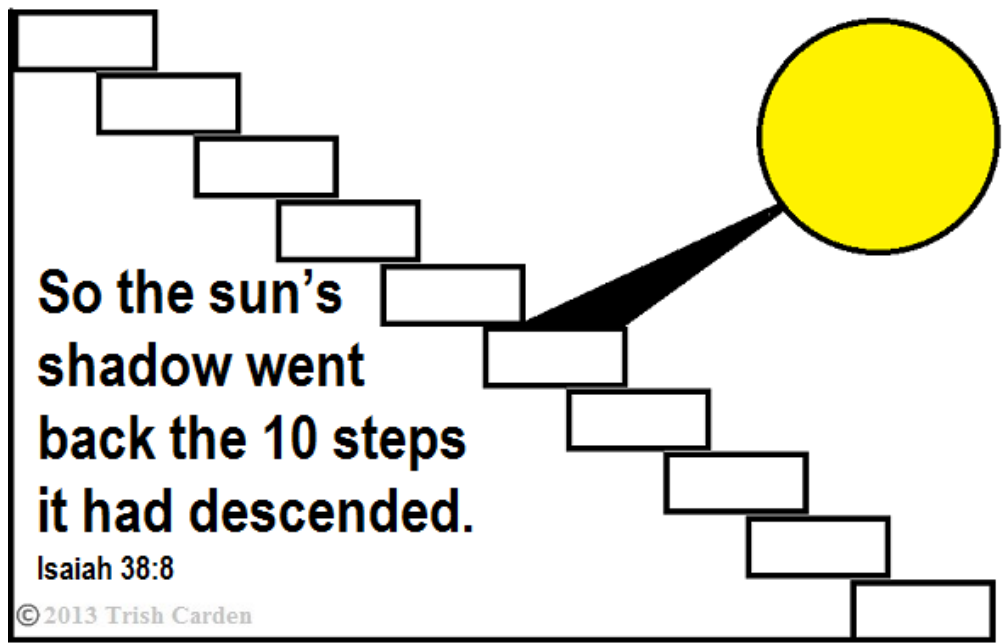 So the sun’s
shadow went
back the 10 steps
it had descended.
Isaiah 38:8
© 2013 Trish Carden